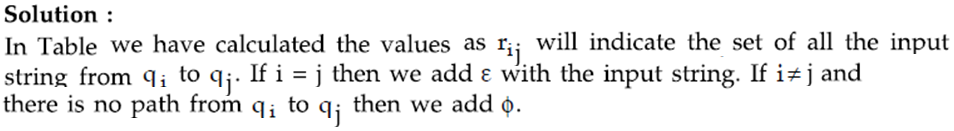 Solution :
In Table we have calculated the values as rij will indicate the set of all the input
string from qi to qj. If i = j then we add ε with the input string. If i≠j and
there is no path from qi to qj then we add ϕ.